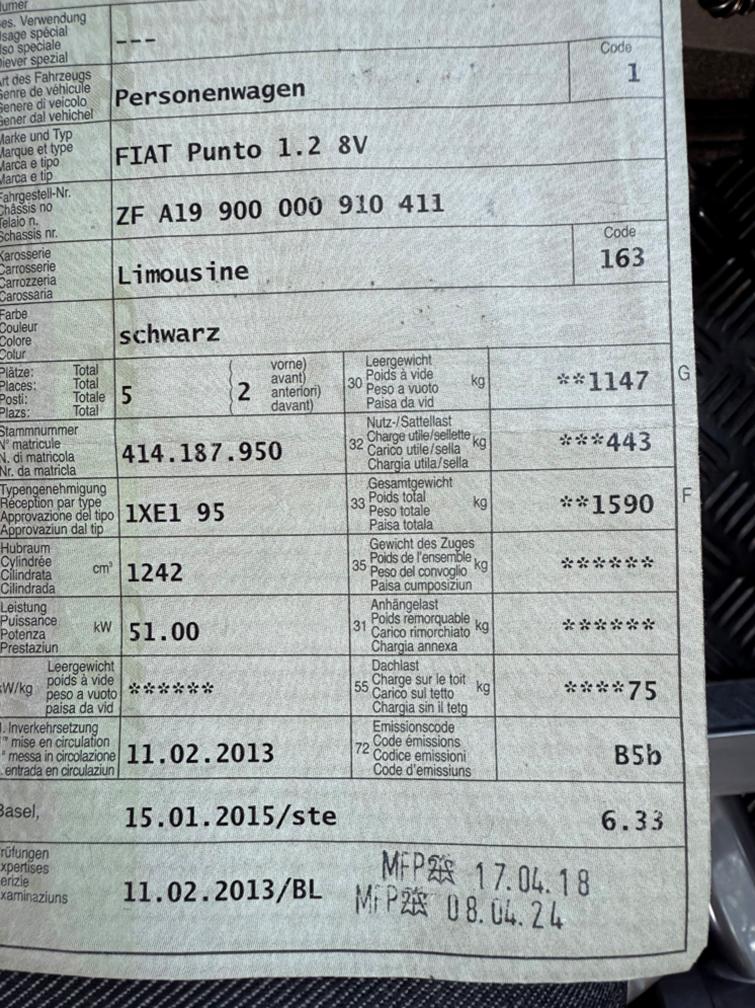 es. Verwendung
sage spécial
so speciale
iever spezial
---
rt des Fahrzeugs
enre de véhicule
enere di veicolo
ener dal vehichel
Personenwagen
Code
1
Marke und Typ
Marque et type
Marca e tipo
Marca e tip
FIAT Punto 1.2 8V
Fahrgestell-Nr.
Châssis no
Telaio n.
Schassis nr.
ZF A19 900 000 910 411
Karosserie
Carrosserie
Carrozzeria
Carossaria
Limousine
Code
163
Farbe
Couleur
Colore
Colur
schwarz
Plätze: Total
Places: Total
Posti: Totale
Plazs: Total
5
2
vorne)
avant)
anteriori)
davant)
30 Leergewicht
Poids à vide
Peso a vuoto
Paisa da vid
kg
**1147
G
Stammnummer
N° matricule
N. di matricola
Nr. da matricla
414.187.950
32 Nutz-/Sattellast
Charge utile/sellette
Carico utile/sella
Chargia utila/sella
kg
***443
Typengenehmigung
Réception par type
Approvazione del tipo
Approvaziun dal tip
1XE1 95
33 Gesamtgewicht
Poids total
Peso totale
Paisa totala
kg
**1590
F
Hubraum
Cylindrée
Cilindrata
Cilindrada
cm³
1242
35 Gewicht des Zuges
Poids de l'ensemble
Peso del convoglio
Paisa cumposiziun
kg
******
Leistung
Puissance
Potenza
Prestaziun
kW
51.00
31 Anhängelast
Poids remorquable
Carico rimorchiato
Chargia annexa
kg
******
W/kg
Leergewicht
poids à vide
peso a vuoto
paisa da vid
******
55 Dachlast
Charge sur le toit
Carico sul tetto
Chargia sin il tetg
kg
****75
. Inverkehrsetzung
mise en circulation
messa in circolazione
entrada en circulaziun
11.02.2013
72 Emissionscode
Code émissions
Codice emissioni
Code d'emissiuns
B5b
Basel,
15.01.2015/ste
6.33
rüfungen
xpertises
erizie
xaminaziuns
11.02.2013/BL
MFP 17.04.18
MFP 08.04.24